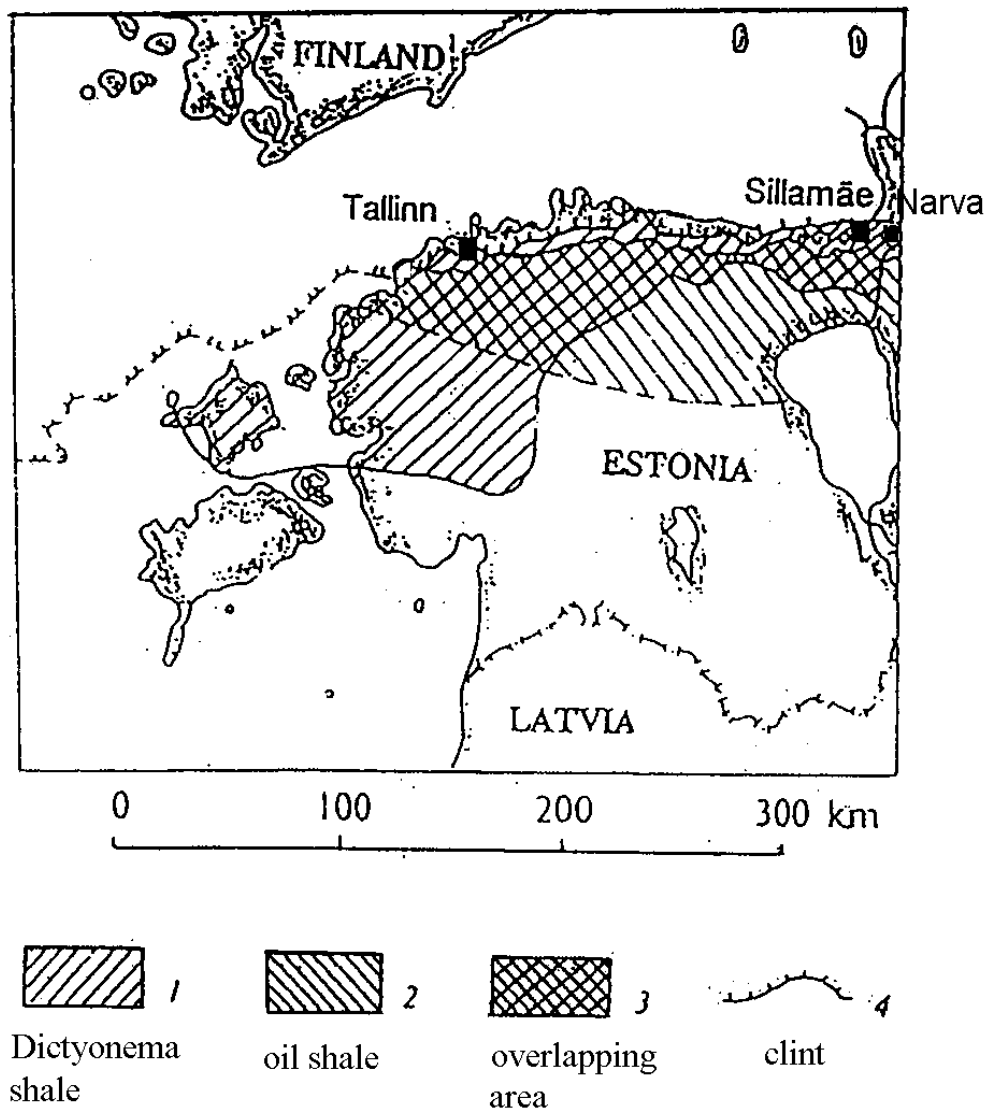 FINLAND
Tallinn
Sillamäe
Narva
ESTONIA
LATVIA
0 100 200 300 km
1 2 3 4
Dictyonema shale
oil shale
overlapping area
clint